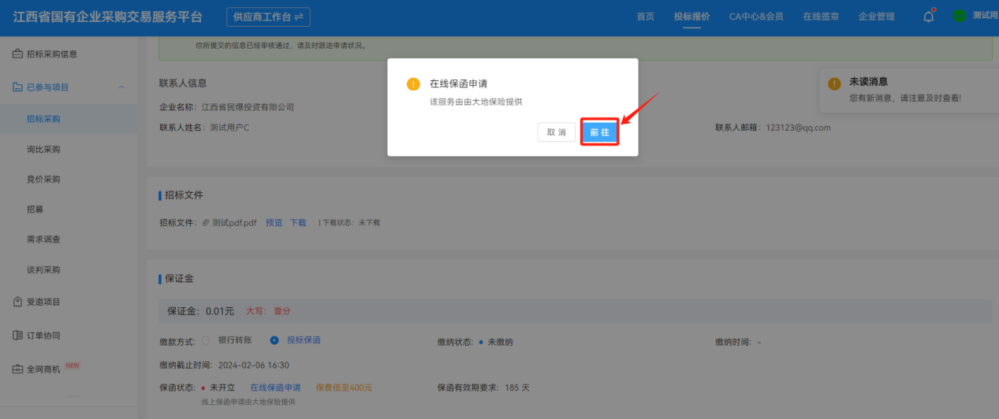 江西省国有企业采购交易服务平台
供应商工作台
首页 投标报价 CA中心&会员 在线签章 企业管理 测试用
招标采购信息
已参与项目
招标采购
询比采购
竞价采购
招募
需求调查
谈判采购
受邀项目
订单协同
全网商机 NEW
你所提交的信息已经审核通过，请及时跟进申请状况。
联系人信息
企业名称：江西省民爆投资有限公司
联系人姓名：测试用户C
联系人邮箱：123123@qq.com
在线保函申请
该服务由由大地保险提供
取消 前往
未读消息
您有新消息，请注意及时查看!
招标文件
招标文件：测试pdf.pdf 预览 下载 | 下载状态：未下载
保证金
保证金：0.01元 大写：壹分
缴款方式： 银行转账 投标保函 缴纳状态：未缴纳 缴纳时间：-
缴纳截止时间：2024-02-06 16:30
保函状态：未开立 在线保函申请 保费低至400元 保函有效期要求：185 天
线上保函申请由大地保险提供